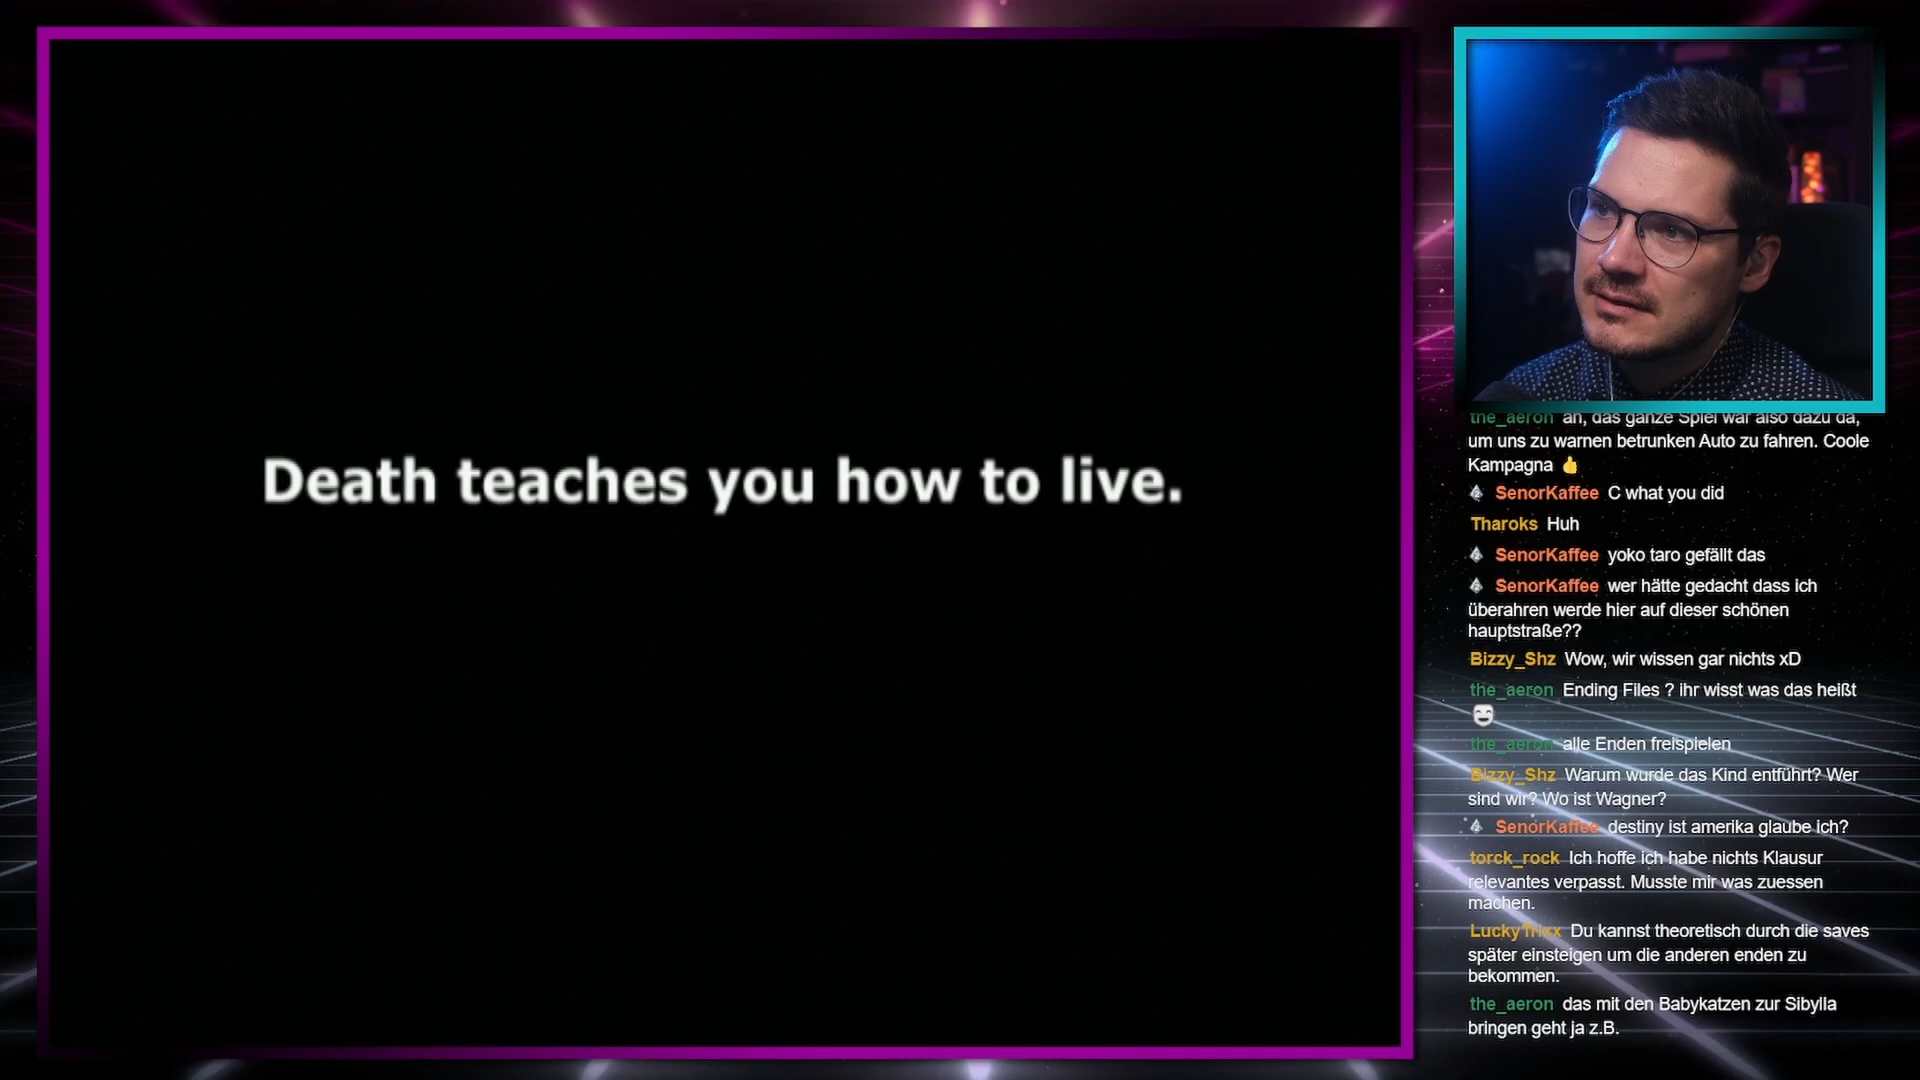 Death teaches you how to live.
the_aeron ah, das ganze Spiel war also dazu da,
um uns zu warnen betrunken Auto zu fahren. Coole
Kampagna 👍
SenorKaffee C what you did
Tharoks Huh
SenorKaffee yoko taro gefällt das
SenorKaffee wer hätte gedacht dass ich
überahren werde hier auf dieser schönen
hauptstraße??
Bizzy_Shz Wow, wir wissen gar nichts xD
the_aeron Ending Files ? ihr wisst was das heißt
the_aeron alle Enden freispielen
Bizzy_Shz Warum wurde das Kind entführt? Wer
sind wir? Wo ist Wagner?
SenorKaffee destiny ist amerika glaube ich?
torck_rock Ich hoffe ich habe nichts Klausur
relevantes verpasst. Musste mir was zuessen
machen.
LuckyTrixx Du kannst theoretisch durch die saves
später einsteigen um die anderen enden zu
bekommen.
the_aeron das mit den Babykatzen zur Sibylla
bringen geht ja z.B.